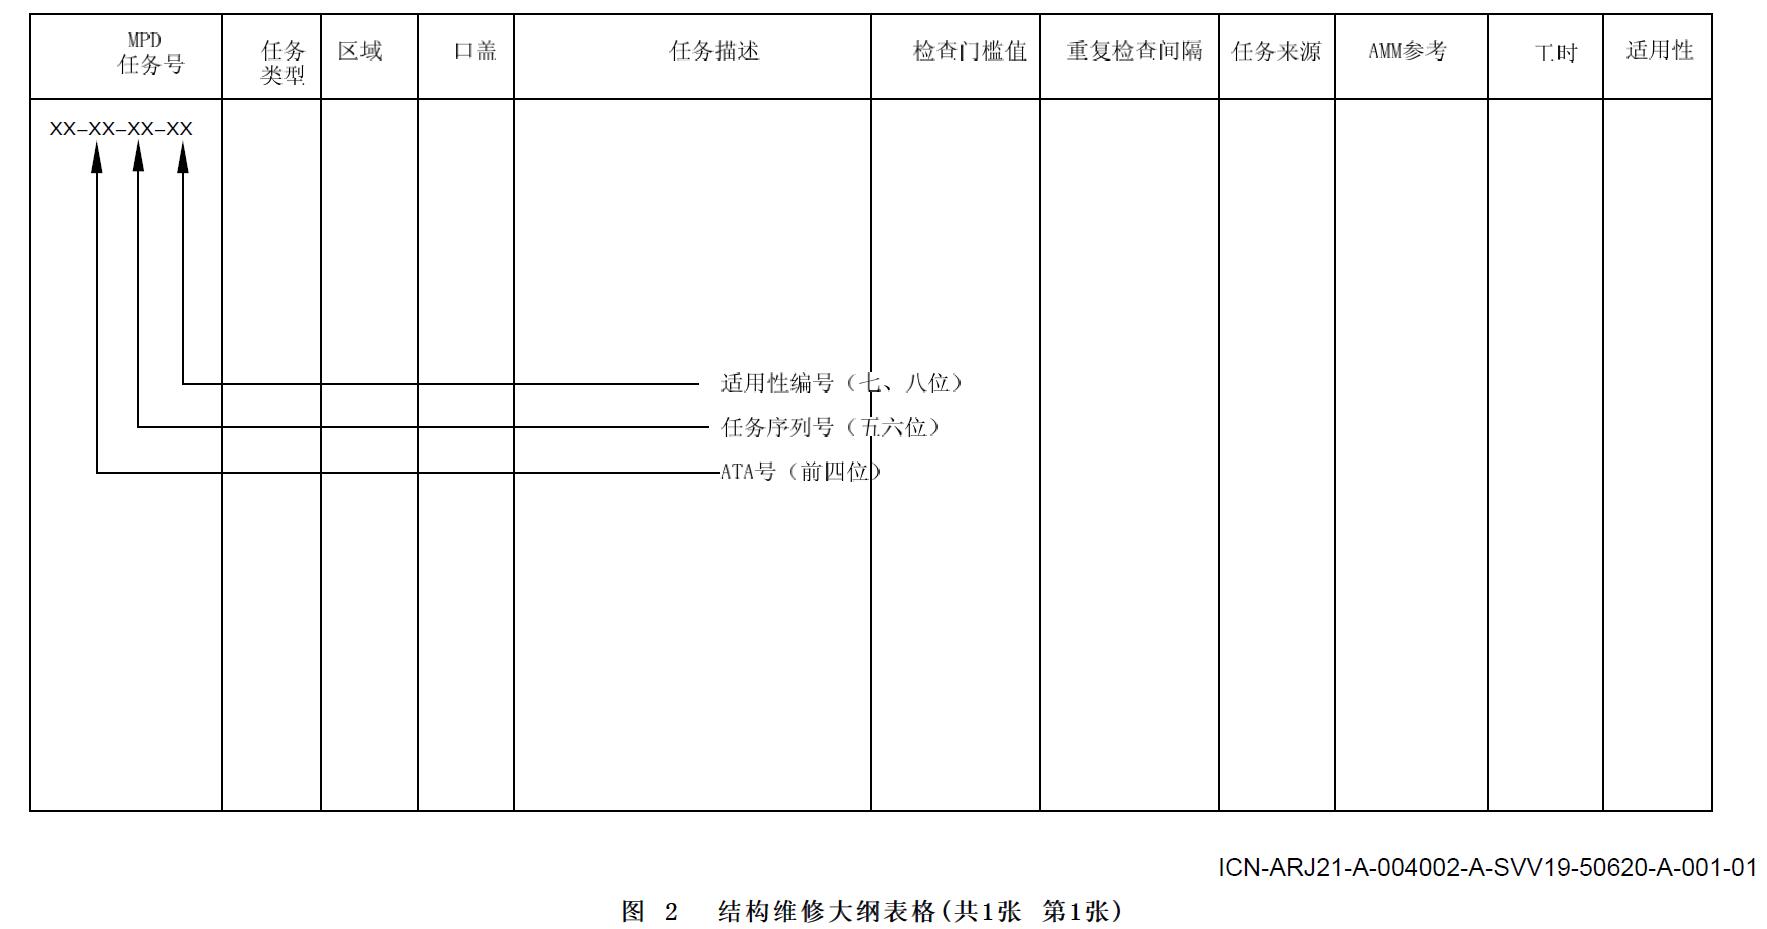 MPD
任务号
任务
类型
区域
口盖
任务描述
检查门槛值
重复检查间隔
任务来源
AMM参考
工时
适用性
XX-XX-XX-XX
适用性编号（七、八位）
任务序列号（五六位）
ATA号（前四位）
ICN-ARJ21-A-004002-A-SVV19-50620-A-001-01
图 2 结构维修大纲表格(共1张 第1张)